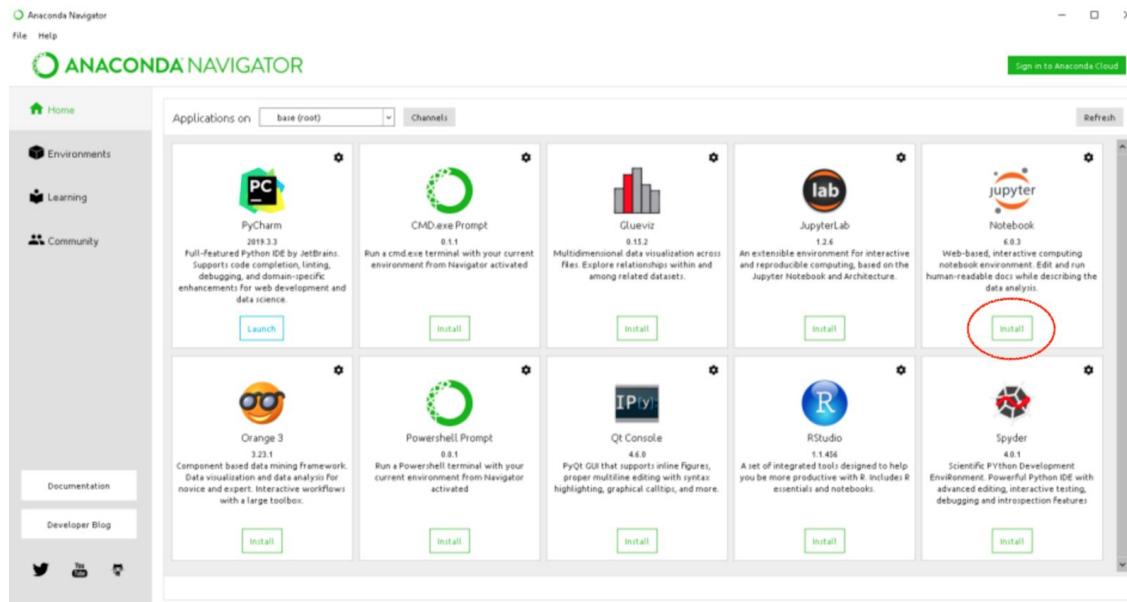 Anaconda Navigator
File Help
ANACONDA NAVIGATOR
Sign in to Anaconda Cloud
Home
Environments
Learning
Community
Documentation
Developer Blog
You
Tube
Applications on base (root) Channels Refresh
PC
PyCharm
2019.3.3
Full-featured Python IDE by JetBrains.
Supports code completion, linting,
debugging, and domain-specific
enhancements for web development and
data science.
Launch
CMD.exe Prompt
0.1.1
Run a cmd.exe terminal with your current
environment from Navigator activated
Install
Glueviz
0.15.2
Multidimensional data visualization across
files. Explore relationships within and
among related datasets.
Install
lab
JupyterLab
1.2.6
An extensible environment for interactive
and reproducible computing, based on the
Jupyter Notebook and Architecture.
Install
jupyter
Notebook
6.0.3
Web-based, interactive computing
notebook environment. Edit and run
human-readable docs while describing the
data analysis.
Install
Orange 3
3.23.1
Component based data mining framework.
Data visualization and data analysis for
novice and expert. Interactive workflows
with a large toolbox.
Install
Powershell Prompt
0.0.1
Run a Powershell terminal with your
current environment from Navigator
activated
Install
IP[y]:
Qt Console
4.6.0
PyQt GUI that supports inline figures,
proper multiline editing with syntax
highlighting, graphical calltips, and more.
Install
R
RStudio
1.1.456
A set of integrated tools designed to help
you be more productive with R. Includes R
essentials and notebooks.
Install
Spyder
4.0.1
Scientific PYthon Development
EnviRonment. Powerful Python IDE with
advanced editing, interactive testing,
debugging and introspection features
Install